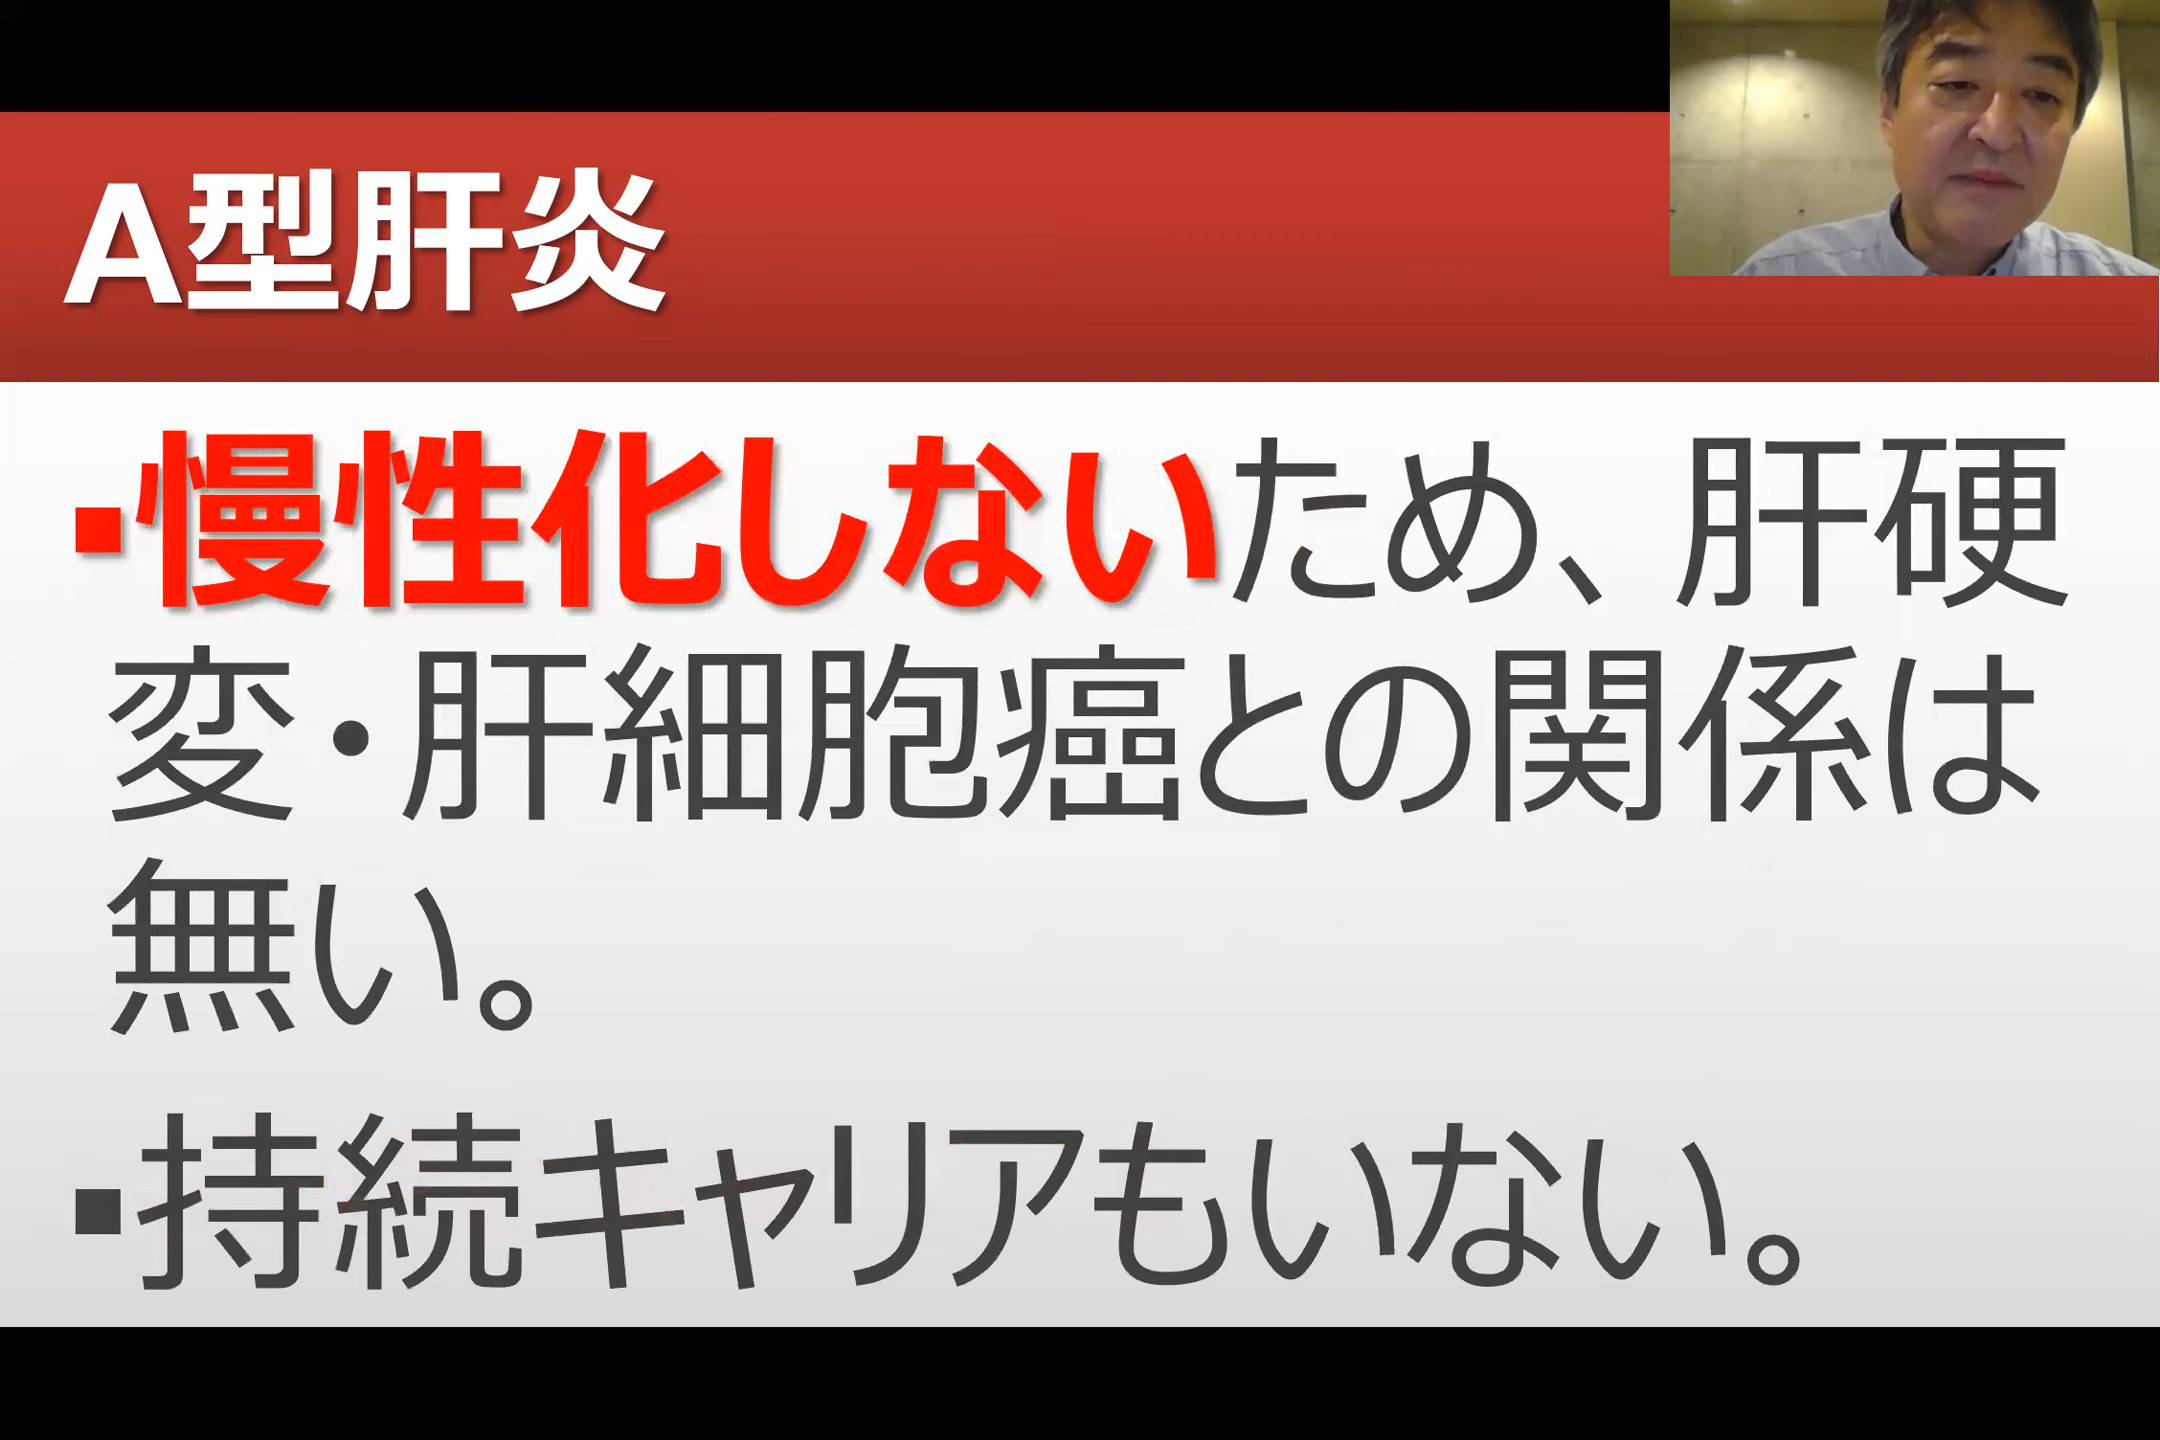 A型肝炎
▪慢性化しないため、肝硬
変・肝細胞癌との関係は
無い。
▪持続キャリアもいない。